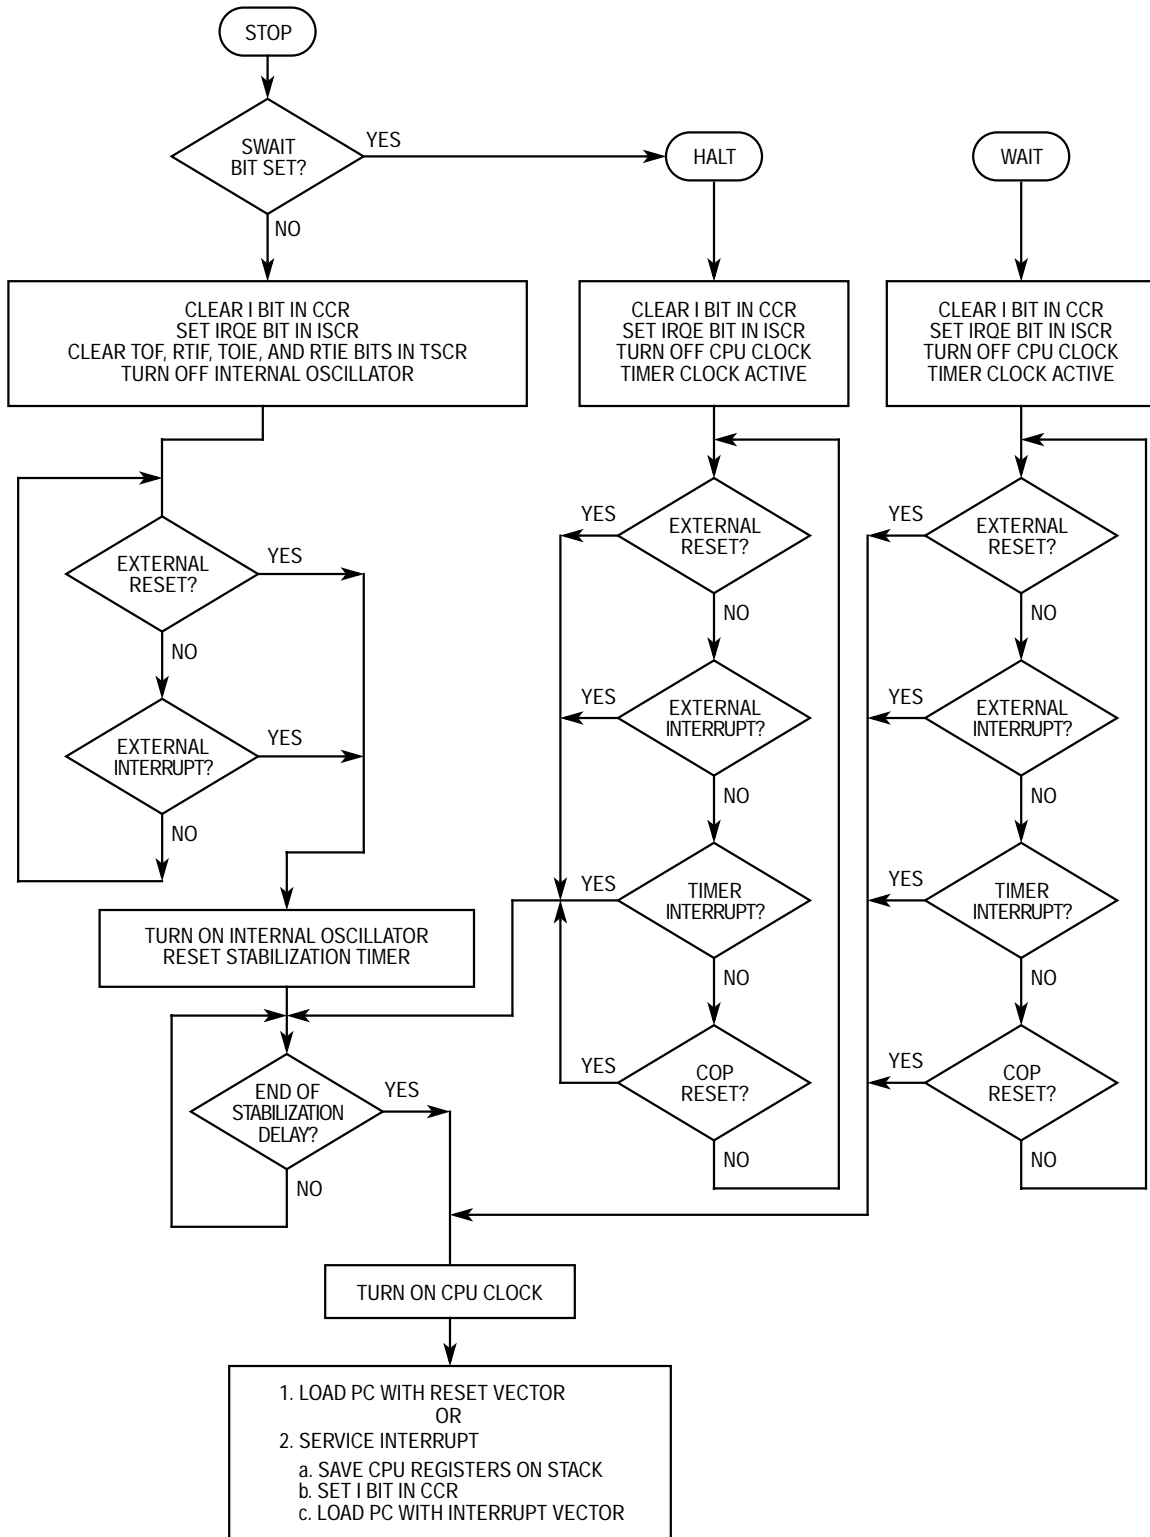 STOP
SWAIT
BIT SET?
YES
NO
HALT
WAIT
CLEAR I BIT IN CCR
SET IRQE BIT IN ISCR
CLEAR TOF, RTIF, TOIE, AND RTIE BITS IN TSCR
TURN OFF INTERNAL OSCILLATOR
CLEAR I BIT IN CCR
SET IRQE BIT IN ISCR
TURN OFF CPU CLOCK
TIMER CLOCK ACTIVE
CLEAR I BIT IN CCR
SET IRQE BIT IN ISCR
TURN OFF CPU CLOCK
TIMER CLOCK ACTIVE
EXTERNAL
RESET?
YES
NO
EXTERNAL
INTERRUPT?
YES
NO
TURN ON INTERNAL OSCILLATOR
RESET STABILIZATION TIMER
END OF
STABILIZATION
DELAY?
YES
NO
YES
EXTERNAL
RESET?
NO
YES
EXTERNAL
INTERRUPT?
NO
YES
TIMER
INTERRUPT?
NO
YES
COP
RESET?
NO
YES
EXTERNAL
RESET?
NO
YES
EXTERNAL
INTERRUPT?
NO
YES
TIMER
INTERRUPT?
NO
YES
COP
RESET?
NO
TURN ON CPU CLOCK
1. LOAD PC WITH RESET VECTOR
OR
2. SERVICE INTERRUPT
a. SAVE CPU REGISTERS ON STACK
b. SET I BIT IN CCR
c. LOAD PC WITH INTERRUPT VECTOR